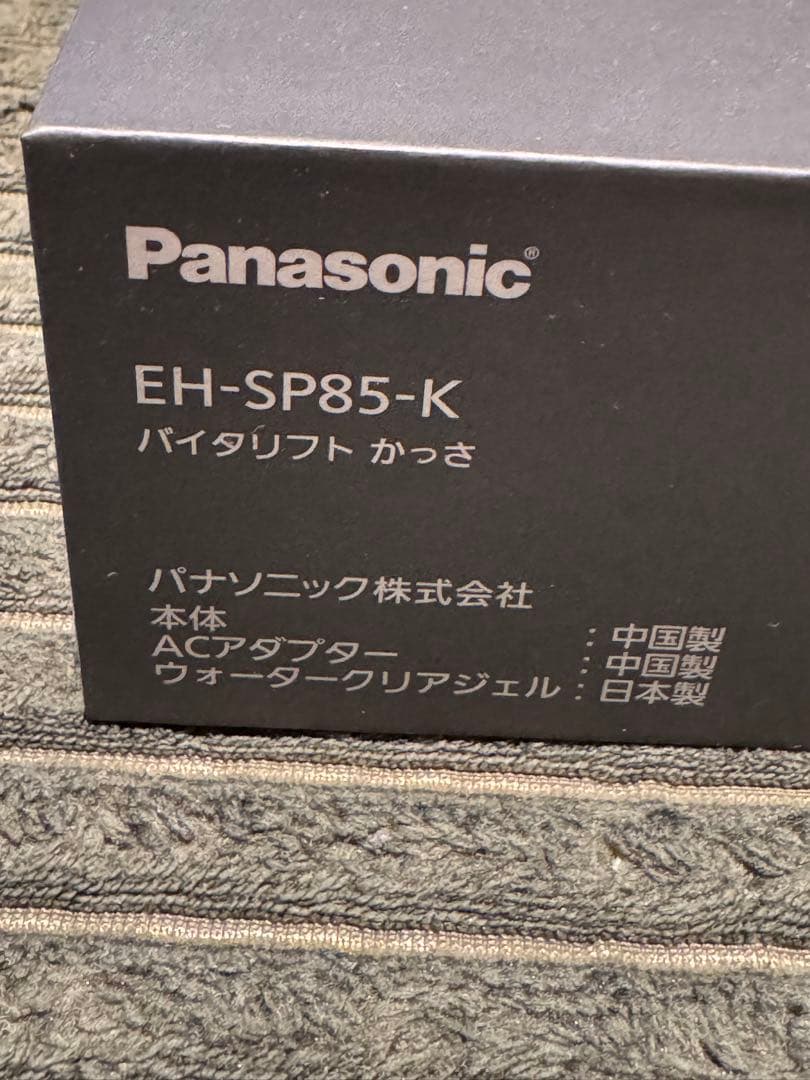 Panasonic®
EH-SP85-K
バイタリフト かっさ
パナソニック株式会社
本体 : 中国製
ACアダプター : 中国製
ウォータークリアジェル : 日本製